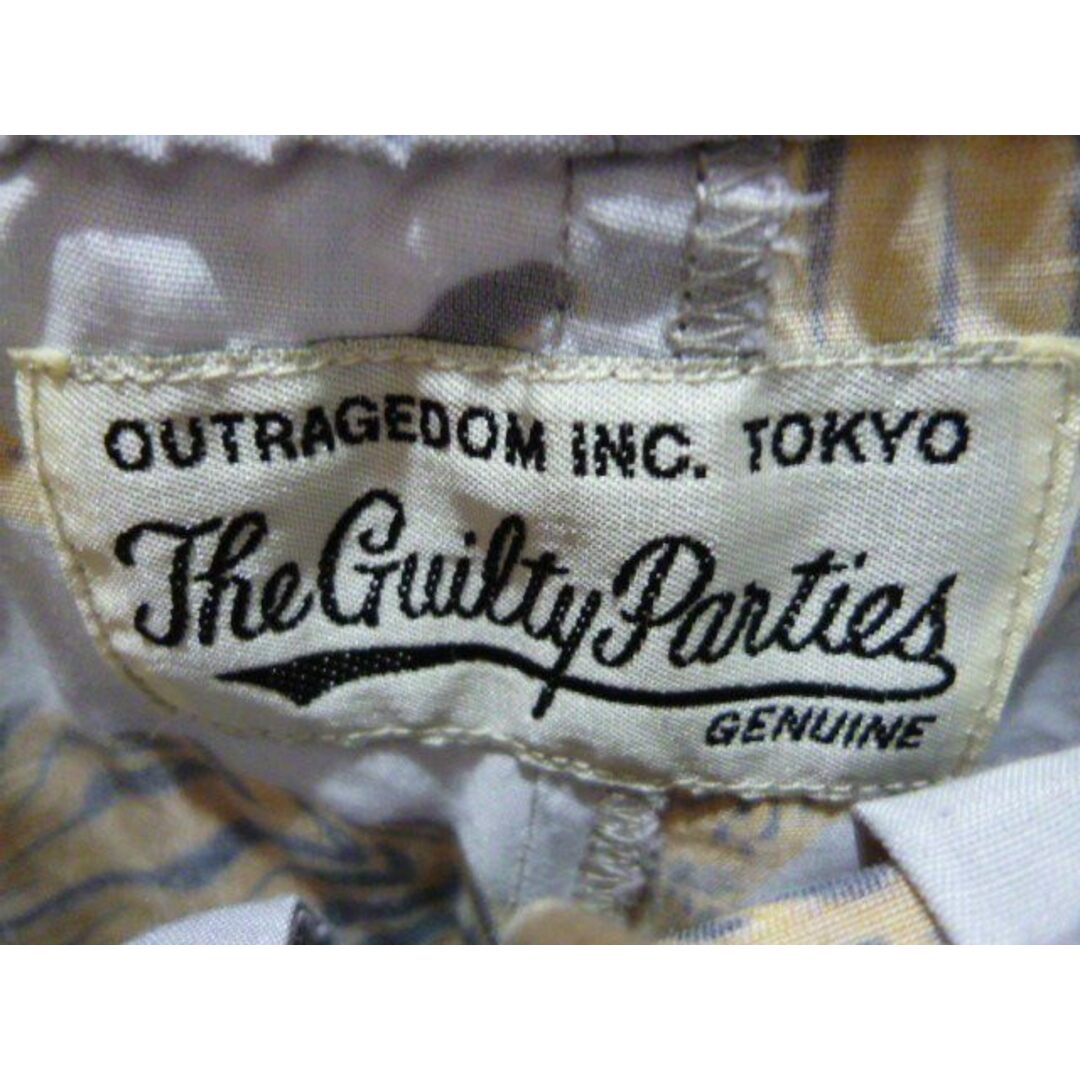 OUTRAGEDOM INC. TOKYO
The Guilty Parties
GENUINE